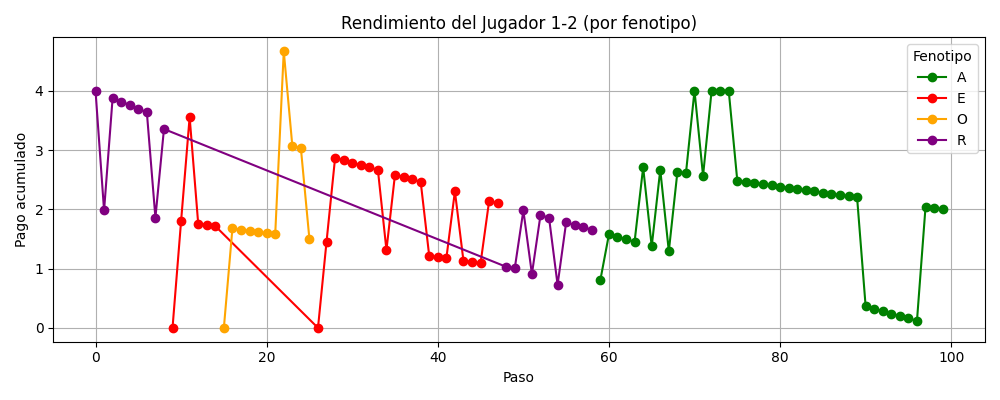 Rendimiento del Jugador 1-2 (por fenotipo)
Pago acumulado
4
3
2
1
0
0
20
40
60
80
100
Paso
Fenotipo
A
E
O
R